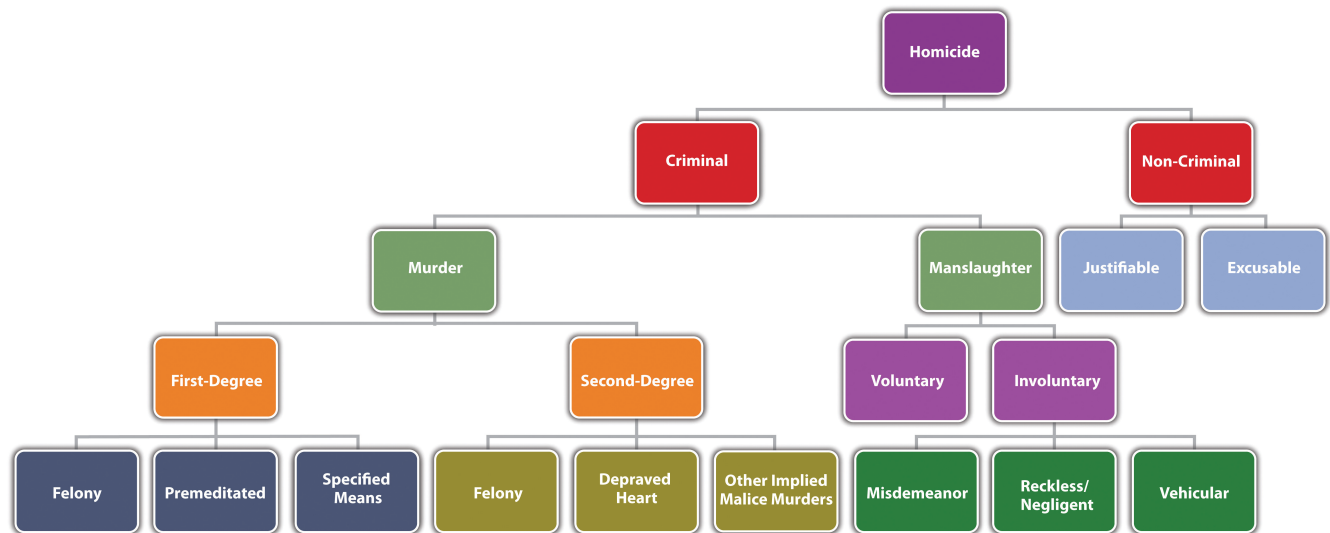 Homicide
Criminal
Non-Criminal
Murder
Manslaughter
Justifiable
Excusable
First-Degree
Second-Degree
Voluntary
Involuntary
Felony
Premeditated
Specified
Means
Felony
Depraved
Heart
Other Implied
Malice Murders
Misdemeanor
Reckless/
Negligent
Vehicular